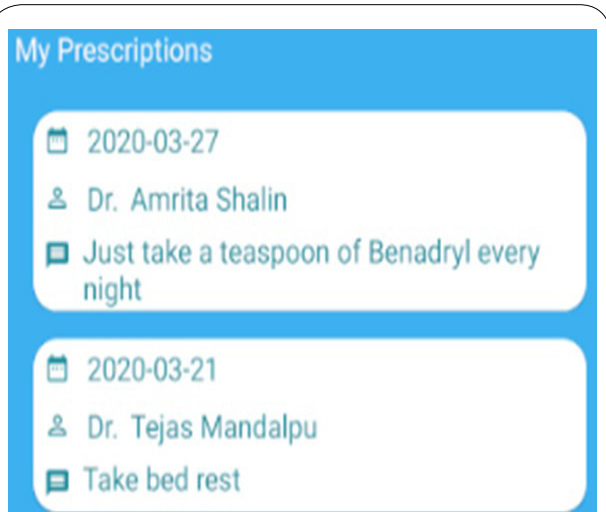 My Prescriptions
2020-03-27
Dr. Amrita Shalin
Just take a teaspoon of Benadryl every
night
2020-03-21
Dr. Tejas Mandalpu
Take bed rest